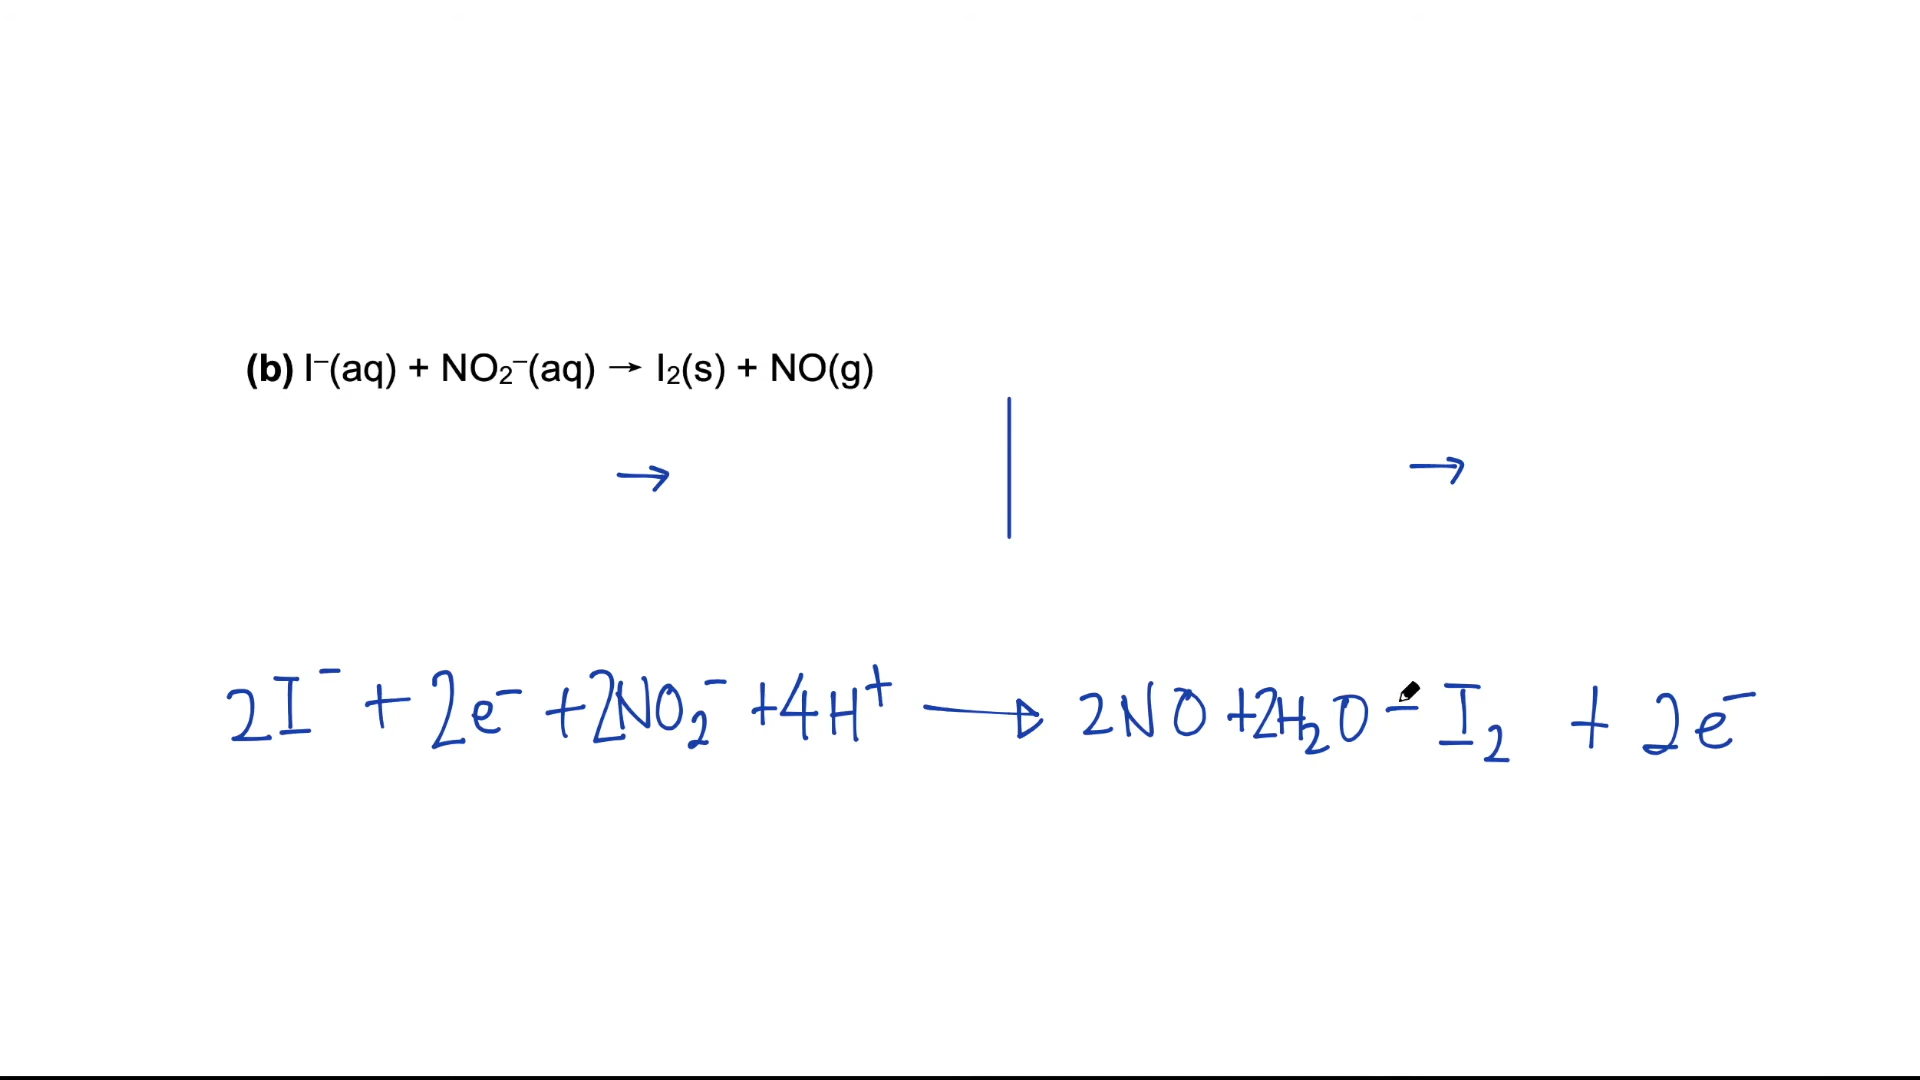 (b) I⁻(aq) + NO₂⁻(aq) → I₂(s) + NO(g)
→ →
2I⁻ + 2e⁻ + 2NO₂⁻ + 4H⁺ → 2NO + 2H₂O - I₂ + 2e⁻